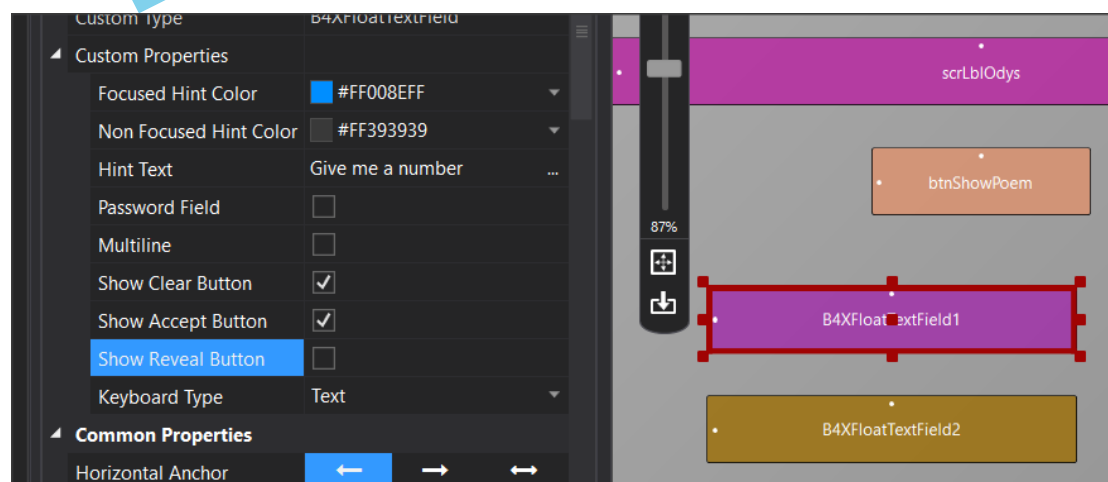 Custom Type B4XFloatTextField
Custom Properties
Focused Hint Color #FF008EFF
Non Focused Hint Color #FF393939
Hint Text Give me a number ...
Password Field
Multiline
Show Clear Button
Show Accept Button
Show Reveal Button
Keyboard Type Text
Common Properties
Horizontal Anchor
87%
scrLblOdys
btnShowPoem
B4XFloatTextField1
B4XFloatTextField2